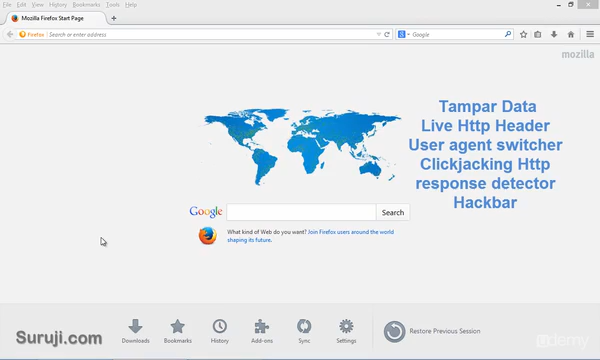 File Edit View History Bookmarks Tools Help
Mozilla Firefox Start Page
Firefox Search or enter address
Google
mozilla
Tampar Data
Live Http Header
User agent switcher
Clickjacking Http
response detector
Hackbar
Google Search
What kind of Web do you want? Join Firefox users around the world
shaping its future.
Suruji.com
Downloads Bookmarks History Add-ons Sync Settings Restore Previous Session
udemy